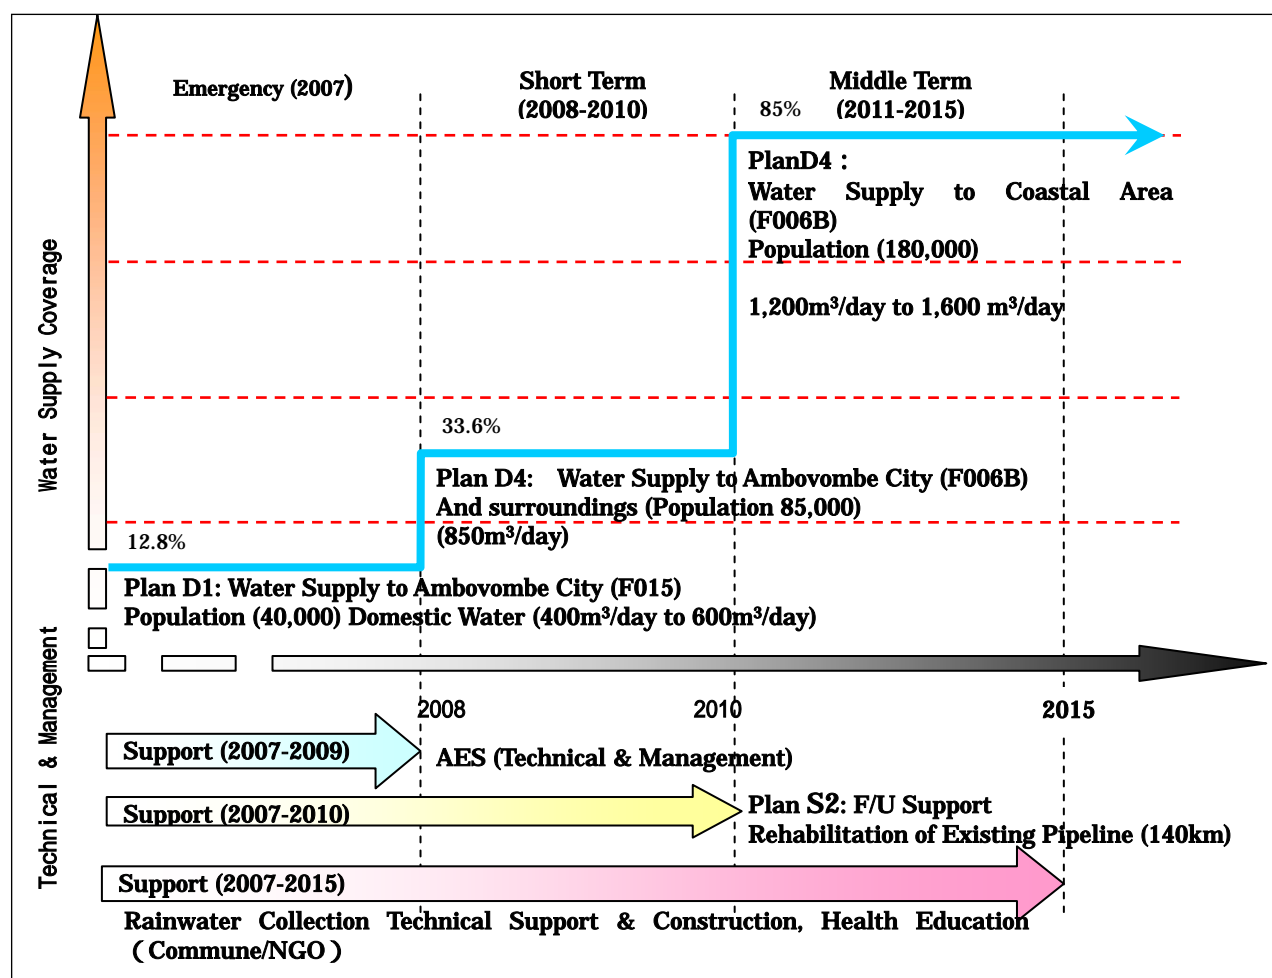 Emergency (2007)
Short Term
(2008-2010)
Middle Term
(2011-2015)
85%
PlanD4：
Water Supply to Coastal Area
(F006B)
Population (180,000)
1,200m³/day to 1,600 m³/day
Water Supply Coverage
33.6%
Plan D4: Water Supply to Ambovombe City (F006B)
And surroundings (Population 85,000)
(850m³/day)
12.8%
Plan D1: Water Supply to Ambovombe City (F015)
Population (40,000) Domestic Water (400m³/day to 600m³/day)
2008
2010
2015
Technical & Management
Support (2007-2009)
AES (Technical & Management)
Support (2007-2010)
Plan S2: F/U Support
Rehabilitation of Existing Pipeline (140km)
Support (2007-2015)
Rainwater Collection Technical Support & Construction, Health Education
（Commune/NGO）